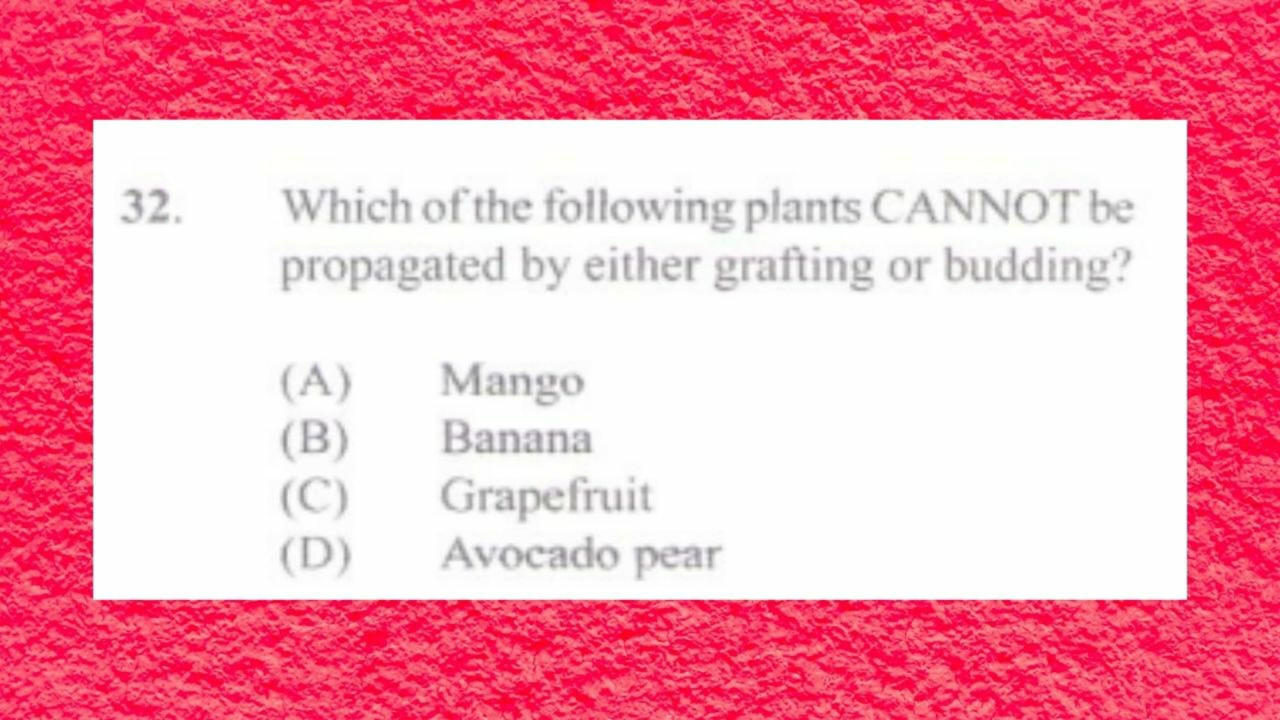 32. Which of the following plants CANNOT be
propagated by either grafting or budding?
(A) Mango
(B) Banana
(C) Grapefruit
(D) Avocado pear